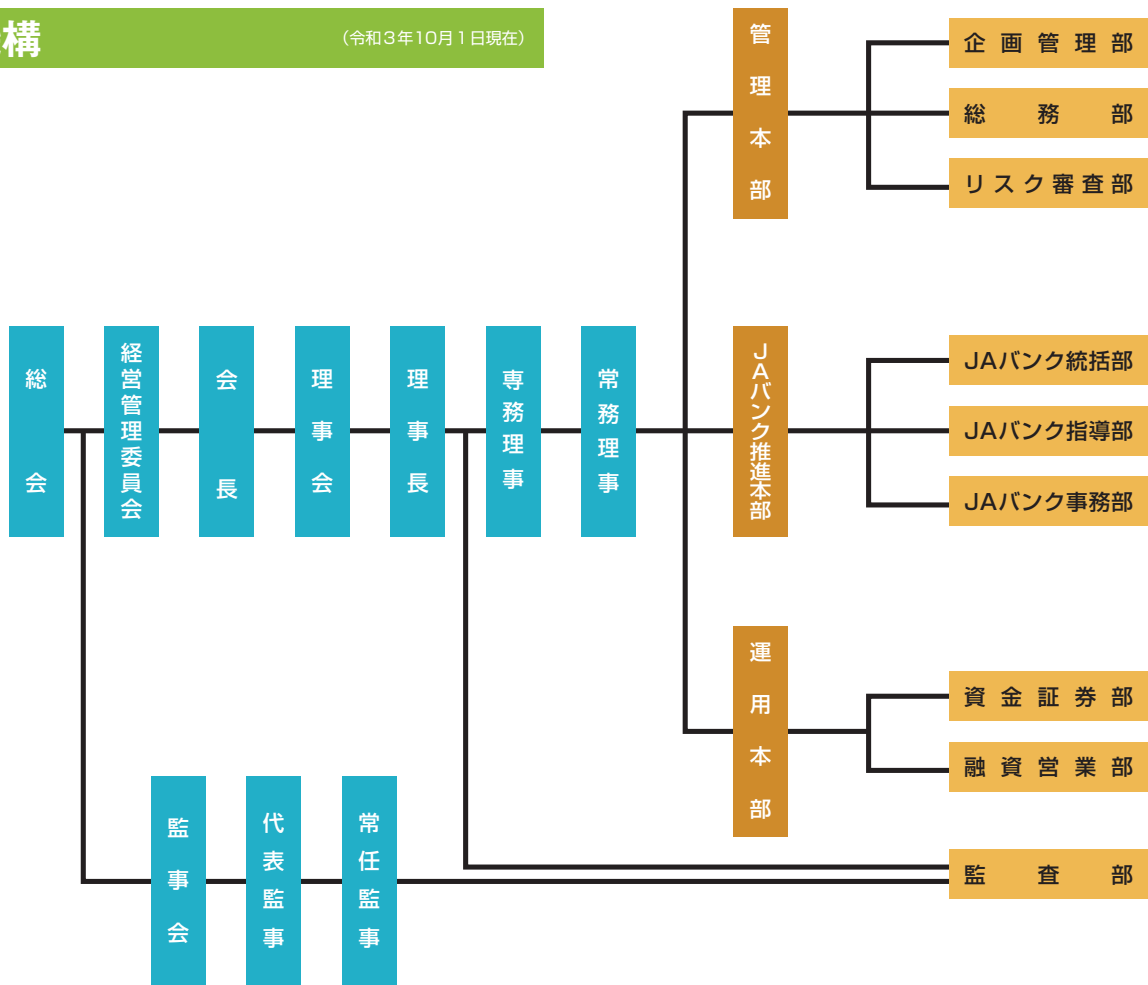 構
（令和3年10月1日現在）
総会
経営管理委員会
会長
理事会
理事長
専務理事
常務理事
管理本部
企画管理部
総務部
リスク審査部
JAバンク推進本部
JAバンク統括部
JAバンク指導部
JAバンク事務部
運用本部
資金証券部
融資営業部
監事会
代表監事
常任監事
監査部